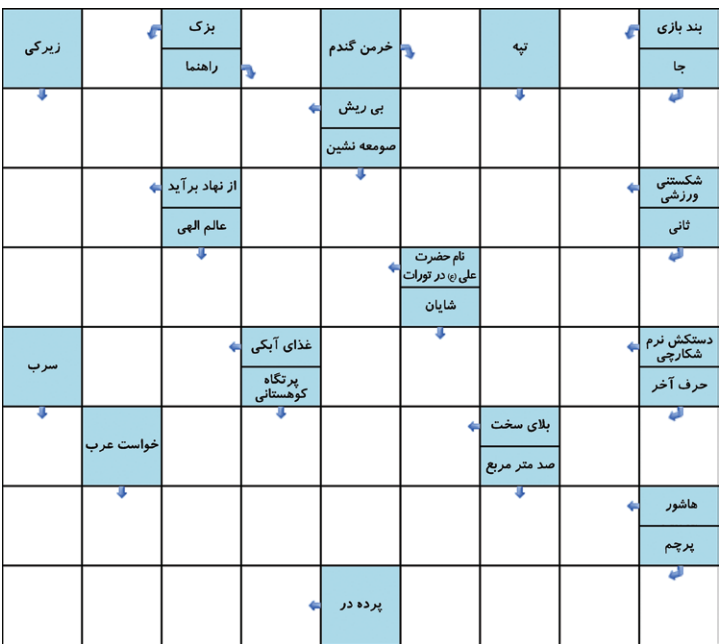 بند بازی
جا
تپه
خرمن گندم
بزک
راهنما
زیرکی
بی ریش
صومعه نشین
شکستنی
ورزشی
ثانی
از نهاد برآید
عالم الهی
نام حضرت
علی (ع) در تورات
شایان
دستکش نرم
شکارچی
حرف آخر
غذای آبکی
پرتگاه
کوهستانی
سرب
بلای سخت
صد متر مربع
خواست عرب
هاشور
پرچم
پرده در